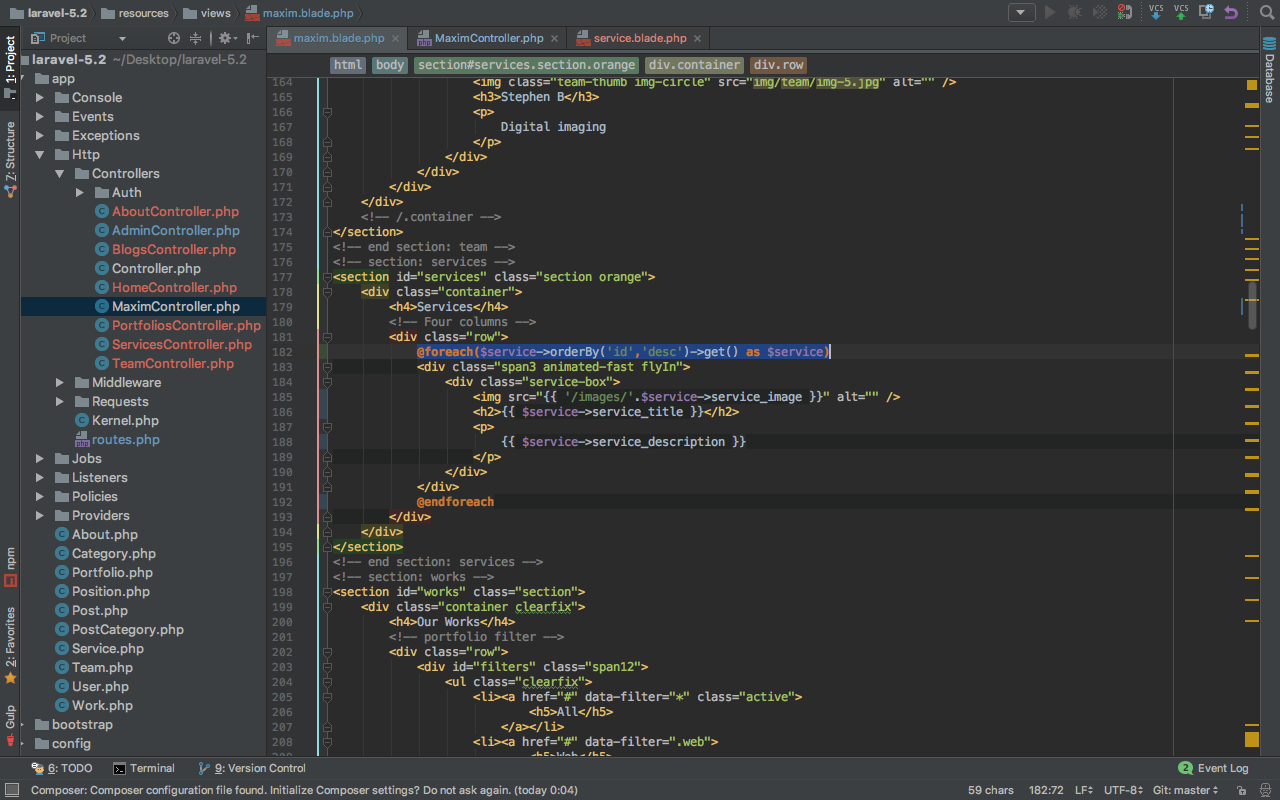 laravel-5.2 resources views maxim.blade.php
Project maxim.blade.php MaximController.php service.blade.php
html body section#services.section.orange div.container div.row
1: Project
7: Structure
npm
2: Favorites
Gulp
Database
laravel-5.2 ~/Desktop/laravel-5.2
app
Console
Events
Exceptions
Http
Controllers
Auth
AboutController.php
AdminController.php
BlogsController.php
Controller.php
HomeController.php
MaximController.php
PortfoliosController.php
ServicesController.php
TeamController.php
Middleware
Requests
Kernel.php
routes.php
Jobs
Listeners
Policies
Providers
About.php
Category.php
Portfolio.php
Position.php
Post.php
PostCategory.php
Service.php
Team.php
User.php
Work.php
bootstrap
config
164 <img class="team-thumb img-circle" src="img/team/img-5.jpg" alt="" />
165 <h3>Stephen B</h3>
166 <p>
167 Digital imaging
168 </p>
169 </div>
170 </div>
171 </div>
172 </div>
173 <!-- /.container -->
174 </section>
175 <!-- end section: team -->
176 <!-- section: services -->
177 <section id="services" class="section orange">
178 <div class="container">
179 <h4>Services</h4>
180 <!-- Four columns -->
181 <div class="row">
182 @foreach($service->orderBy('id','desc')->get() as $service)
183 <div class="span3 animated-fast flyIn">
184 <div class="service-box">
185 <img src="{{ '/images/'.$service->service_image }}" alt="" />
186 <h2>{{ $service->service_title }}</h2>
187 <p>
188 {{ $service->service_description }}
189 </p>
190 </div>
191 </div>
192 @endforeach
193 </div>
194 </div>
195 </section>
196 <!-- end section: services -->
197 <!-- section: works -->
198 <section id="works" class="section">
199 <div class="container clearfix">
200 <h4>Our Works</h4>
201 <!-- portfolio filter -->
202 <div class="row">
203 <div id="filters" class="span12">
204 <ul class="clearfix">
205 <li><a href="#" data-filter="*" class="active">
206 <h5>All</h5>
207 </a></li>
208 <li><a href="#" data-filter=".web">
<h5>Web</h5>
6: TODO Terminal 9: Version Control 2 Event Log
Composer: Composer configuration file found. Initialize Composer settings? Do not ask again. (today 0:04) 59 chars 182:72 LF UTF-8 Git: master
VCS VCS